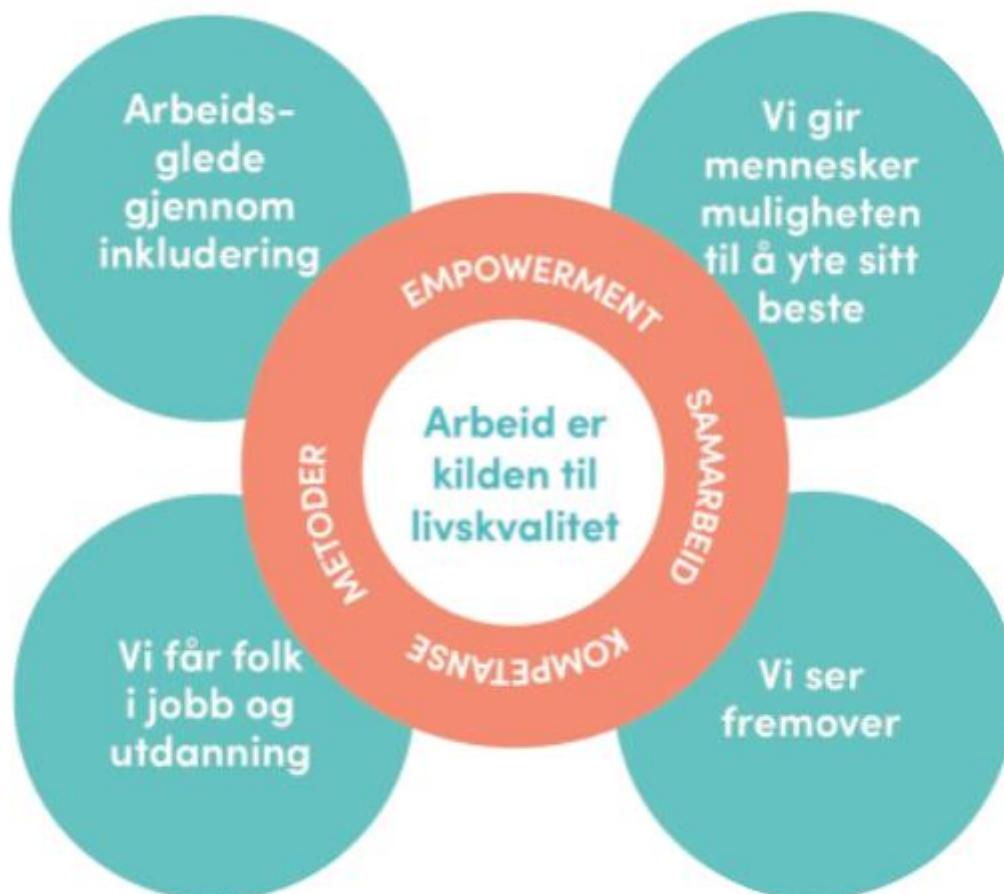 Arbeids-
glede
gjennom
inkludering
Vi gir
mennesker
muligheten
til å yte sitt
beste
EMPOWERMENT
SAMARBEID
KOMPETANSE
METODER
Arbeid er
kilden til
livskvalitet
Vi får folk
i jobb og
utdanning
Vi ser
fremover